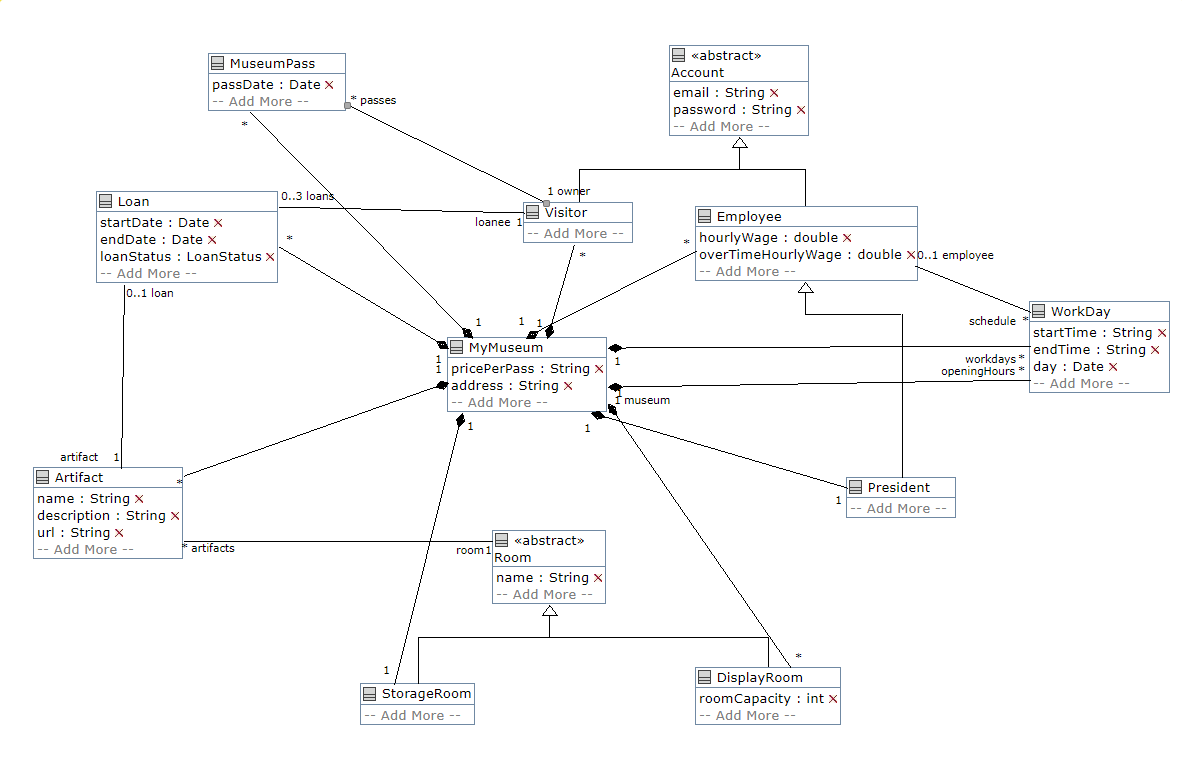 MuseumPass
passDate : Date
-- Add More --
* passes
*
«abstract»
Account
email : String
password : String
-- Add More --
Loan
startDate : Date
endDate : Date
loanStatus : LoanStatus
-- Add More --
0..3 loans
*
0..1 loan
1 owner
loanee 1
Visitor
-- Add More --
*
Employee
hourlyWage : double
overTimeHourlyWage : double
-- Add More --
*
0..1 employee
schedule *
WorkDay
startTime : String
endTime : String
day : Date
-- Add More --
workdays *
openingHours *
1
1
1
1
1
MyMuseum
pricePerPass : String
address : String
-- Add More --
1
1
1 museum
1
1
artifact 1
Artifact
name : String
description : String
url : String
-- Add More --
*
* artifacts
room 1
«abstract»
Room
name : String
-- Add More --
1
President
-- Add More --
1
StorageRoom
-- Add More --
*
DisplayRoom
roomCapacity : int
-- Add More --